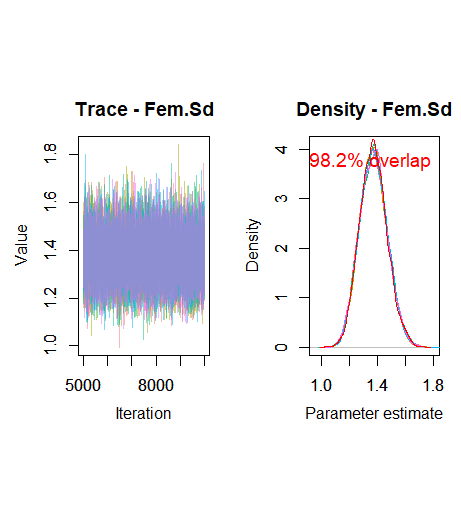 Trace - Fem.Sd
Value
1.0 1.2 1.4 1.6 1.8
5000 8000
Iteration
Density - Fem.Sd
98.2% overlap
Density
0 1 2 3 4
1.0 1.4 1.8
Parameter estimate